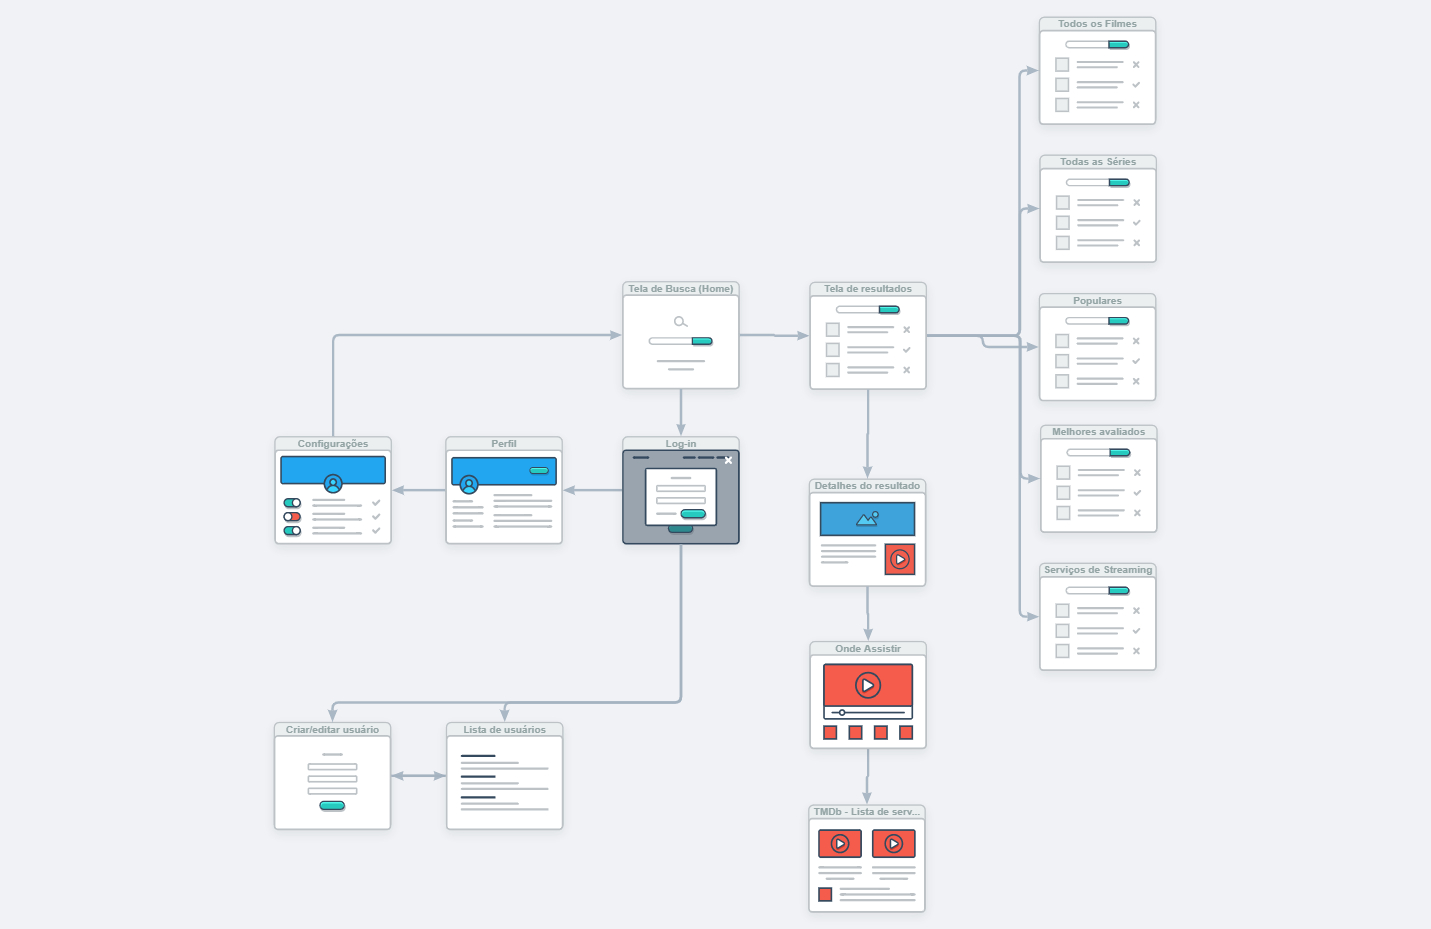 Todos os Filmes
Todas as Séries
Tela de Busca (Home)
Tela de resultados
Populares
Melhores avaliados
Configurações
Perfil
Log-in
Detalhes do resultado
Serviços de Streaming
Onde Assistir
Criar/editar usuário
Lista de usuários
TMDb - Lista de serv...